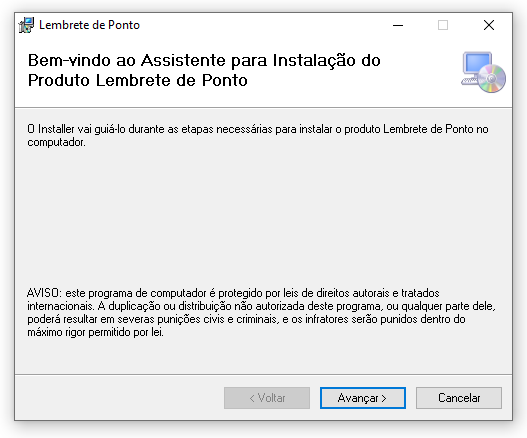 Lembrete de Ponto
Bem-vindo ao Assistente para Instalação do
Produto Lembrete de Ponto
O Installer vai guiá-lo durante as etapas necessárias para instalar o produto Lembrete de Ponto no
computador.
AVISO: este programa de computador é protegido por leis de direitos autorais e tratados
internacionais. A duplicação ou distribuição não autorizada deste programa, ou qualquer parte dele,
poderá resultar em severas punições civis e criminais, e os infratores serão punidos dentro do
máximo rigor permitido por lei.
< Voltar
Avançar >
Cancelar